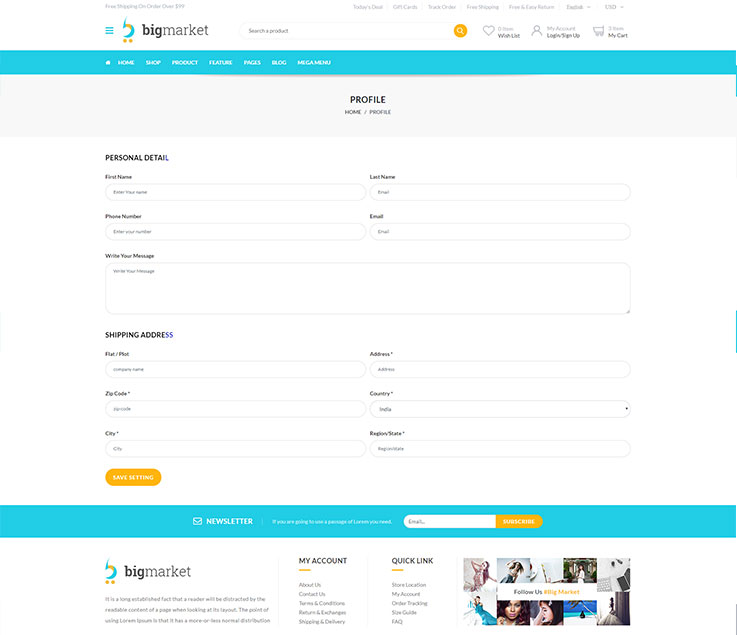 Free Shipping On Order Over $99
Today's Deal
Gift Cards
Track Order
Free Shipping
Free & Easy Return
English
USD
bigmarket
Search a product
0 Item
Wish List
My Account
Login/Sign Up
0 Item
My Cart
HOME
SHOP
PRODUCT
FEATURE
PAGES
BLOG
MEGA MENU
PROFILE
HOME / PROFILE
PERSONAL DETAIL
First Name
Last Name
Enter Your name
Email
Phone Number
Email
Enter your number
Email
Write Your Message
Write Your Message
SHIPPING ADDRESS
Flat / Plot
Address *
company name
Address
Zip Code *
Country *
zip code
India
City *
Region/State *
City
Region/state
SAVE SETTING
NEWSLETTER
If you are going to use a passage of Lorem you need.
Email...
SUBSCRIBE
bigmarket
It is a long established fact that a reader will be distracted by the
readable content of a page when looking at its layout. The point of
using Lorem Ipsum is that it has a more-or-less normal distribution
MY ACCOUNT
About Us
Contact Us
Terms & Conditions
Return & Exchanges
Shipping & Delivery
QUICK LINK
Store Location
My Account
Order Tracking
Size Guide
FAQ
Follow Us #Big Market